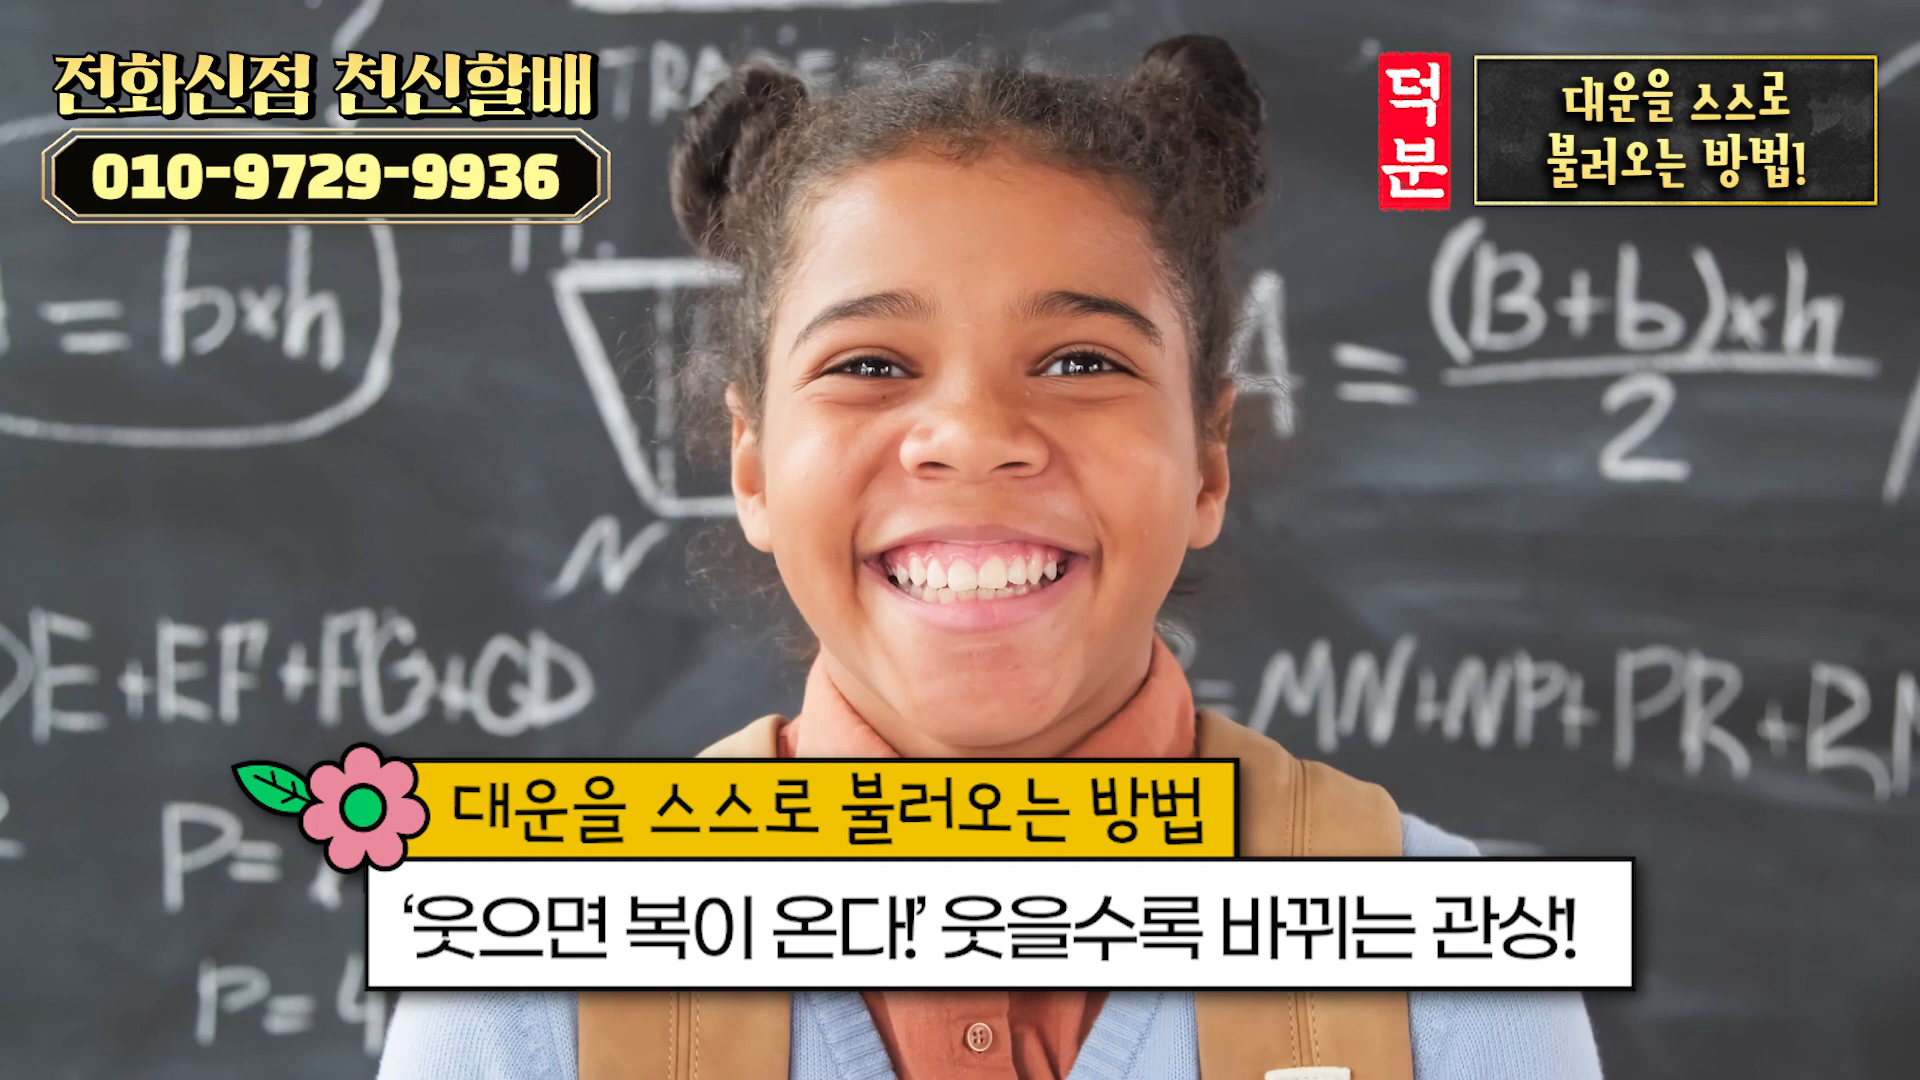 전화신점 천신할배
010-9729-9936
덕분
대운을 스스로
불러오는 방법!
= b×h
(B+b)×h
A =
2
N
DE+EF+FG+GD
= MN+NP+PR+R
P=
P=4
대운을 스스로 불러오는 방법
‘웃으면 복이 온다!’ 웃을수록 바뀌는 관상!